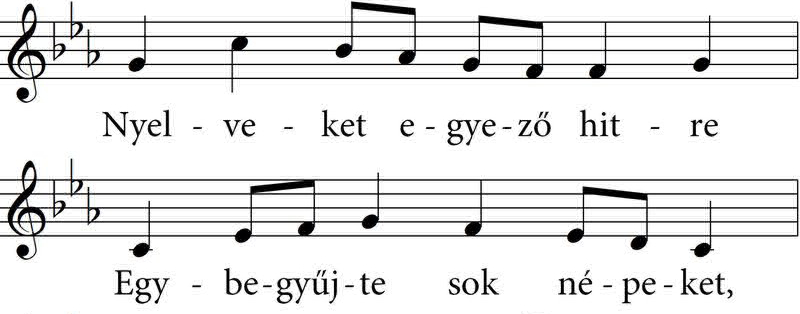 Nyel - ve - ket e - gye - ző hit - re
Egy - be - gyűj - te sok né - pe - ket,